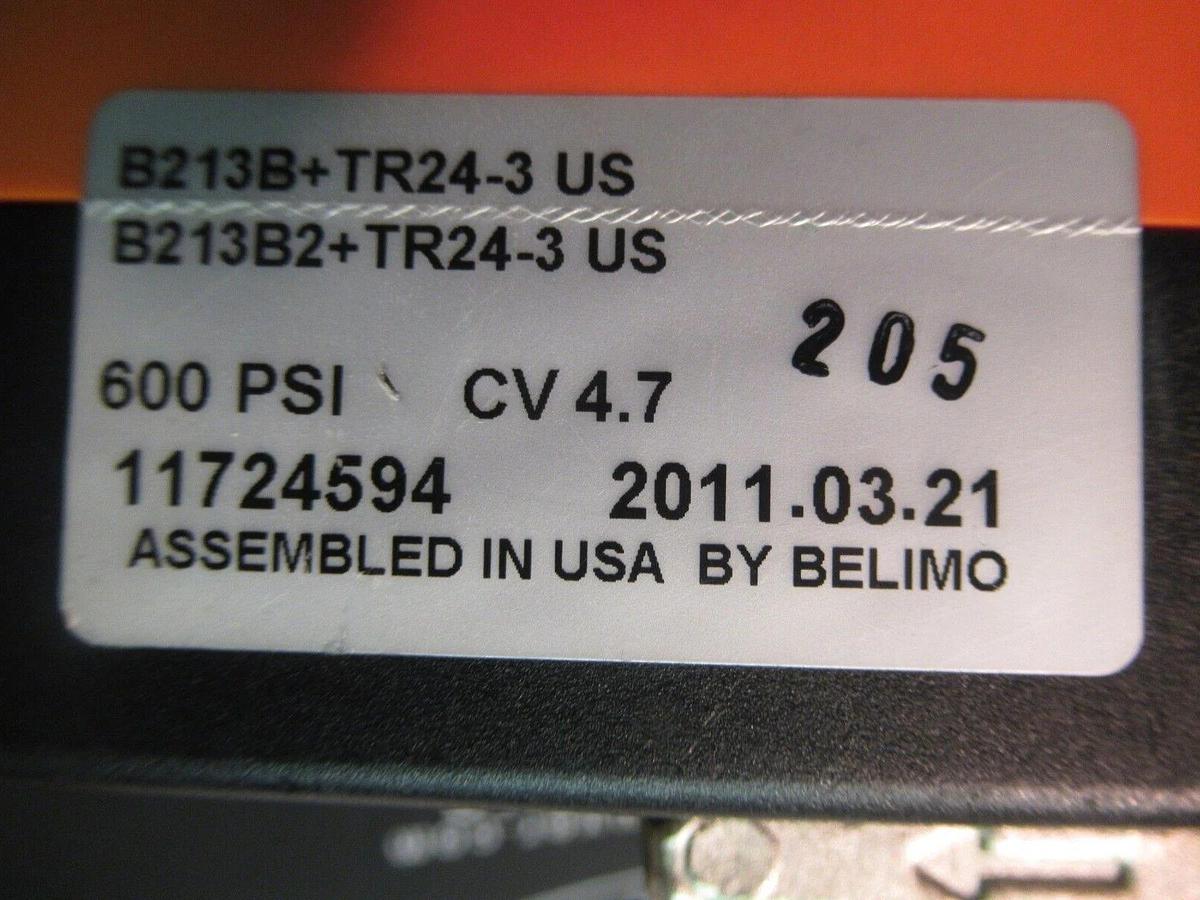 B213B+TR24-3 US
B213B2+TR24-3 US
205
600 PSI CV 4.7
11724594 2011.03.21
ASSEMBLED IN USA BY BELIMO